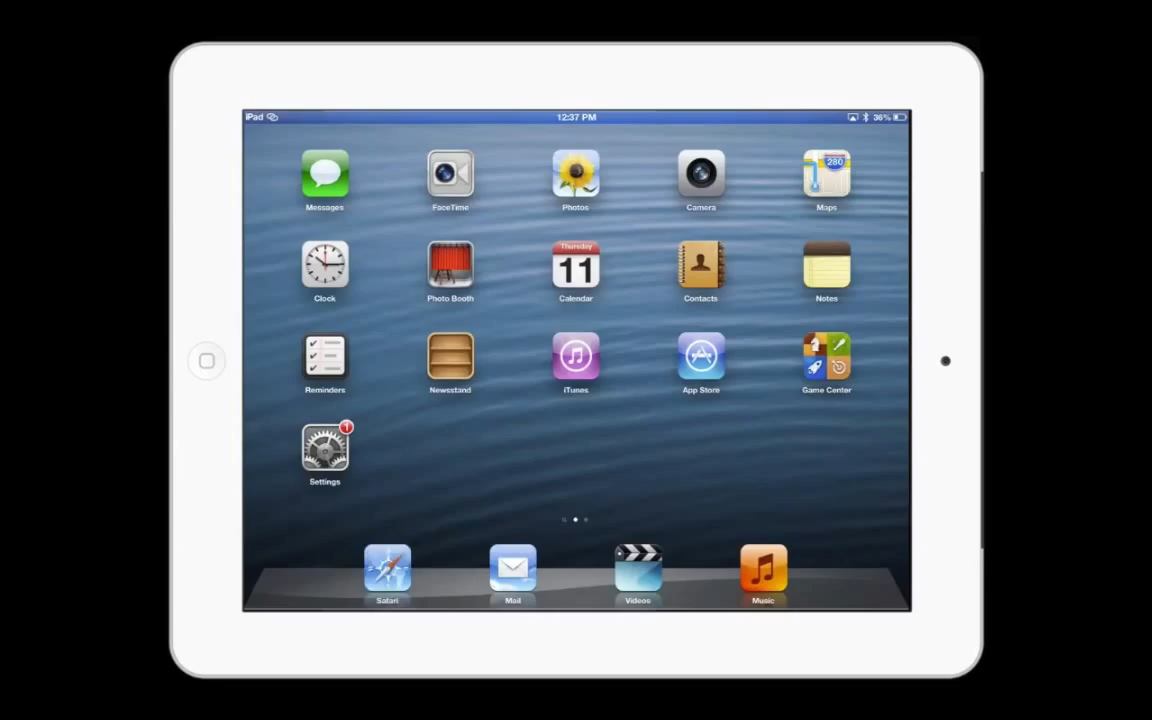 iPad 12:37 PM 36%
Messages FaceTime Photos Camera Maps
280
Clock Photo Booth Calendar Contacts Notes
Thursday
11
Reminders Newsstand iTunes App Store Game Center
1
Settings
Safari Mail Videos Music